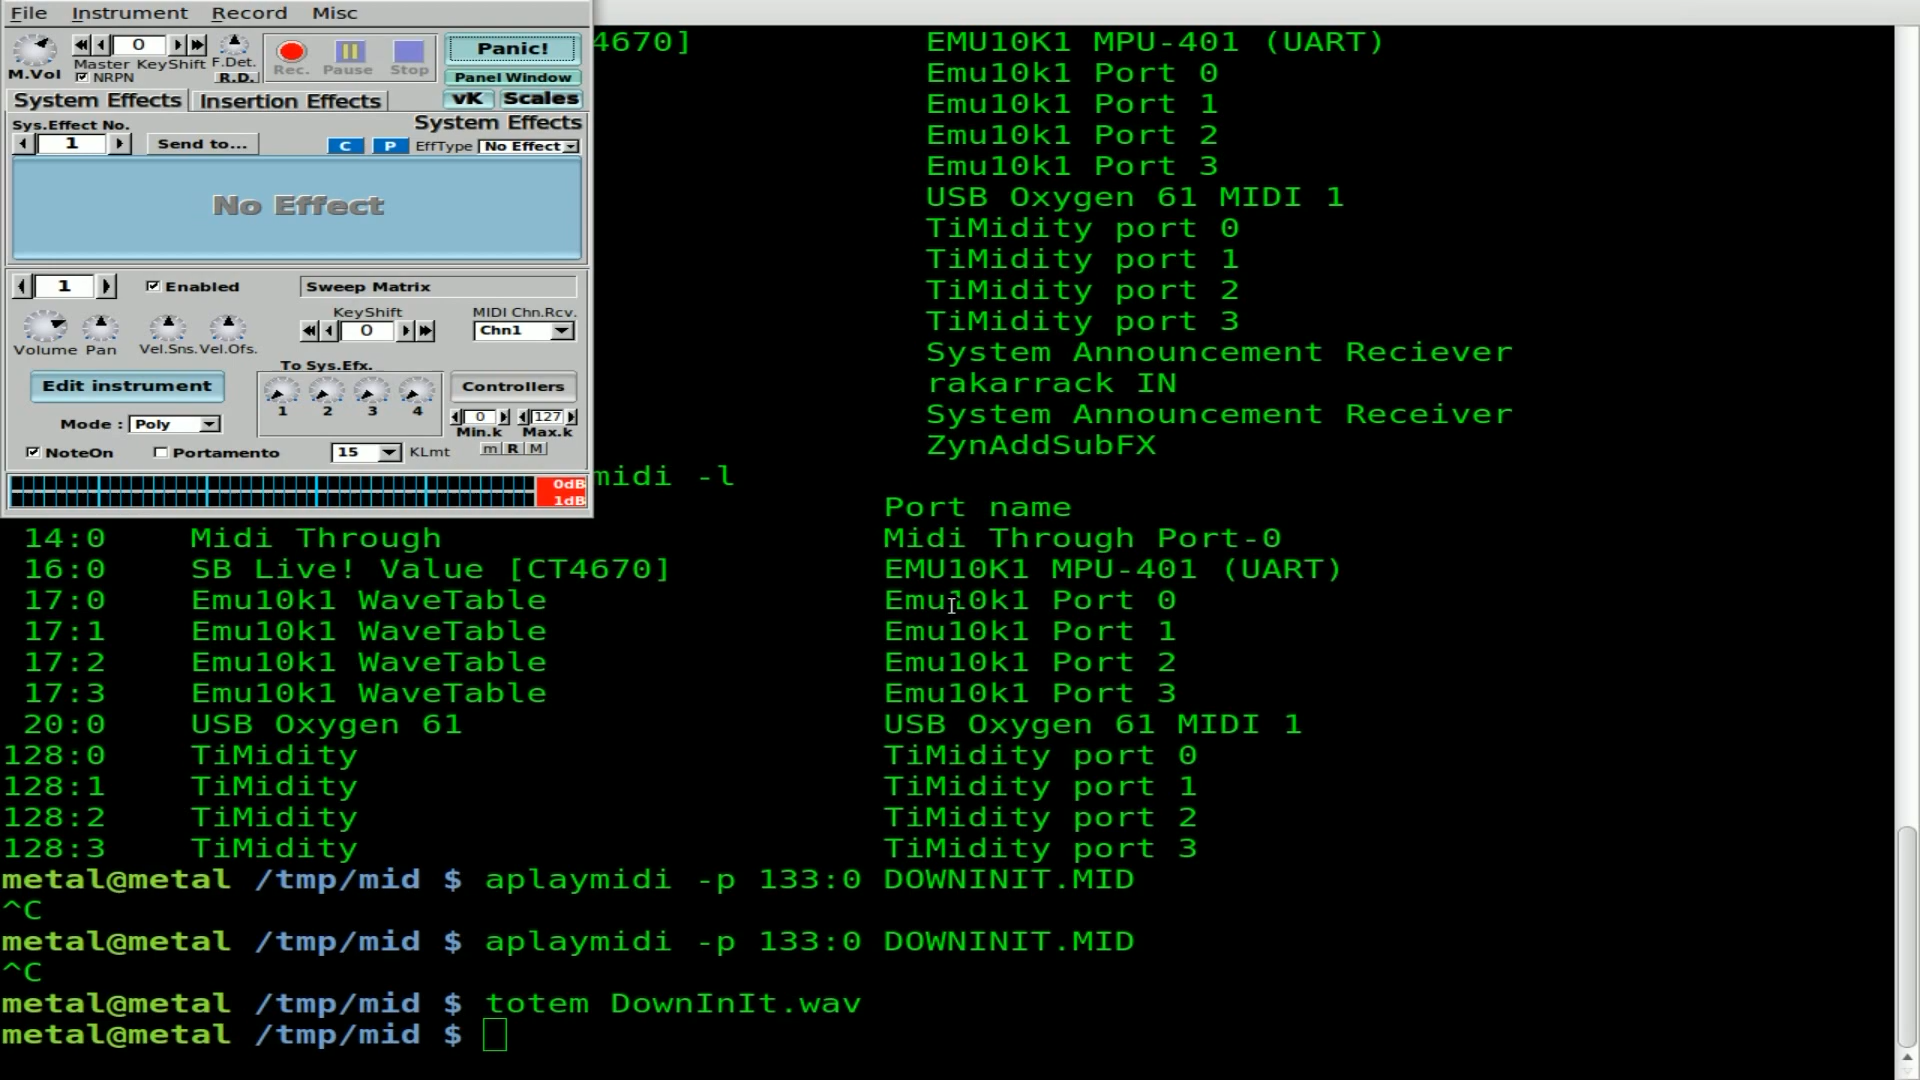 File Instrument Record Misc
M.Vol
0
Master KeyShift
NRPN
F.Det.
R.D.
Rec. Pause Stop
Panic!
Panel Window
vK Scales
System Effects Insertion Effects
Sys.Effect No.
1
Send to...
System Effects
C P EffType No Effect
No Effect
1
Enabled
Sweep Matrix
KeyShift
0
MIDI Chn.Rcv.
Chn1
Volume Pan Vel.Sns. Vel.Ofs.
Edit instrument
To Sys.Efx.
1 2 3 4
Controllers
0 127
Min.k Max.k
Mode : Poly
NoteOn Portamento
15 KLmt
m R M
0dB
1dB
4670] EMU10K1 MPU-401 (UART)
Emu10k1 Port 0
Emu10k1 Port 1
Emu10k1 Port 2
Emu10k1 Port 3
USB Oxygen 61 MIDI 1
TiMidity port 0
TiMidity port 1
TiMidity port 2
TiMidity port 3
System Announcement Reciever
rakarrack IN
System Announcement Receiver
ZynAddSubFX
midi -l
Port name
14:0 Midi Through Midi Through Port-0
16:0 SB Live! Value [CT4670] EMU10K1 MPU-401 (UART)
17:0 Emu10k1 WaveTable Emu10k1 Port 0
17:1 Emu10k1 WaveTable Emu10k1 Port 1
17:2 Emu10k1 WaveTable Emu10k1 Port 2
17:3 Emu10k1 WaveTable Emu10k1 Port 3
20:0 USB Oxygen 61 USB Oxygen 61 MIDI 1
128:0 TiMidity TiMidity port 0
128:1 TiMidity TiMidity port 1
128:2 TiMidity TiMidity port 2
128:3 TiMidity TiMidity port 3
metal@metal /tmp/mid $ aplaymidi -p 133:0 DOWNINIT.MID
^C
metal@metal /tmp/mid $ aplaymidi -p 133:0 DOWNINIT.MID
^C
metal@metal /tmp/mid $ totem DownInIt.wav
metal@metal /tmp/mid $